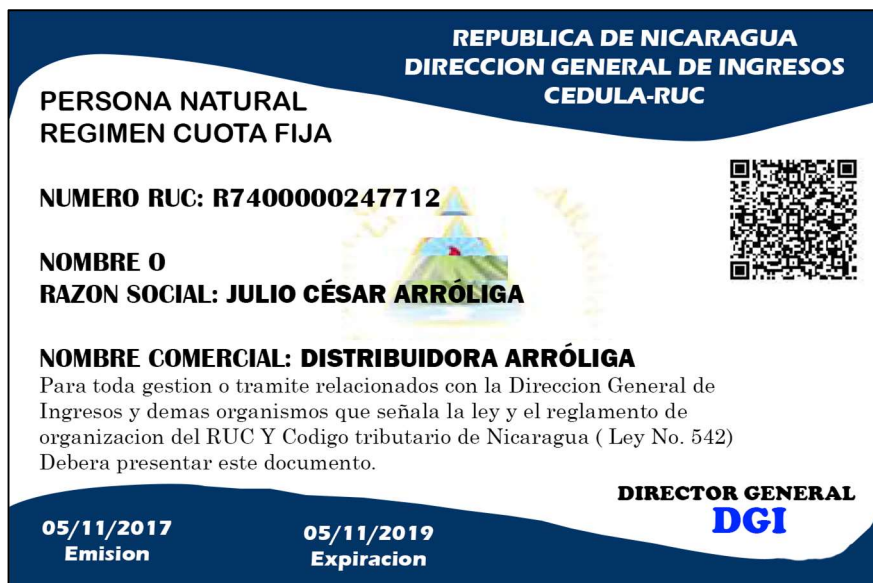 REPUBLICA DE NICARAGUA
DIRECCION GENERAL DE INGRESOS
CEDULA-RUC
PERSONA NATURAL
REGIMEN CUOTA FIJA
NUMERO RUC: R7400000247712
NOMBRE O
RAZON SOCIAL: JULIO CÉSAR ARRÓLIGA
NOMBRE COMERCIAL: DISTRIBUIDORA ARRÓLIGA
Para toda gestion o tramite relacionados con la Direccion General de
Ingresos y demas organismos que señala la ley y el reglamento de
organizacion del RUC Y Codigo tributario de Nicaragua ( Ley No. 542)
Debera presentar este documento.
DIRECTOR GENERAL
DGI
05/11/2017
Emision
05/11/2019
Expiracion